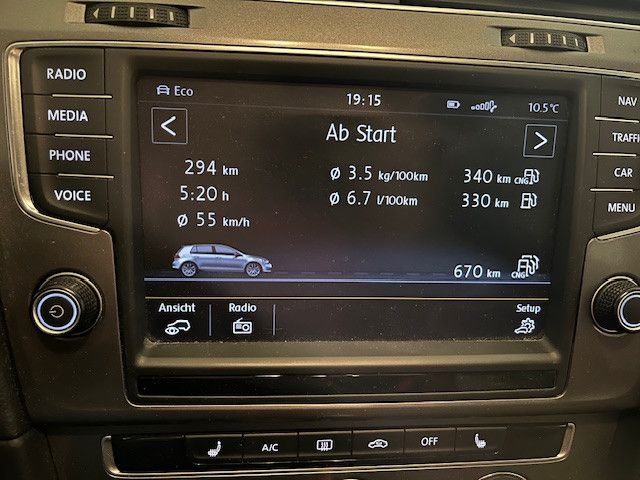 RADIO
MEDIA
PHONE
VOICE
Eco
19:15
10.5°C
Ab Start
294 km
5:20 h
Ø 55 km/h
Ø 3.5 kg/100km
Ø 6.7 l/100km
340 km CNG
330 km
670 km CNG
Ansicht
Radio
Setup
NAV
TRAFFI
CAR
MENU
A/C
OFF